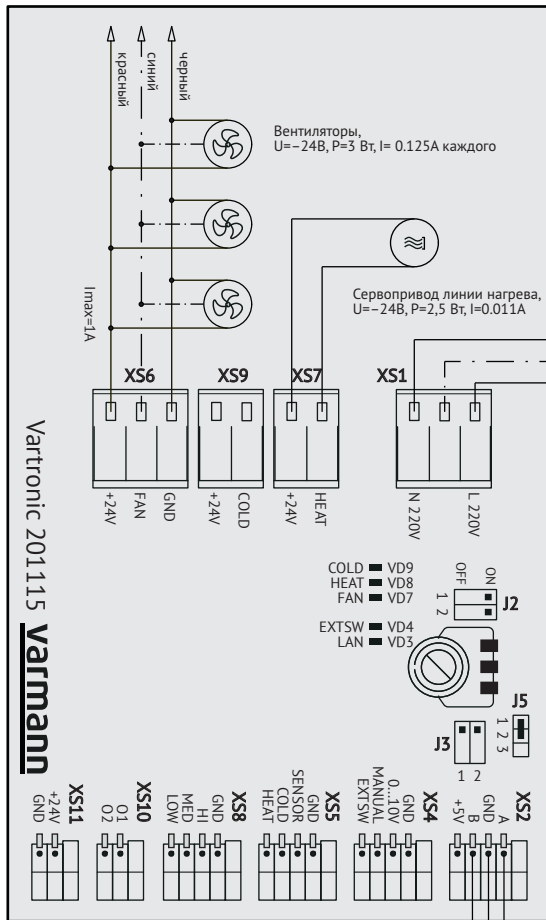 красный
синий
черный
Вентиляторы,
U=−24В, P=3 Вт, I= 0.125А каждого
Imax=1A
Сервопривод линии нагрева,
U=−24В, P=2,5 Вт, I=0.011А
XS6
XS9
XS7
XS1
+24V
FAN
GND
+24V
COLD
+24V
HEAT
N 220V
L 220V
Vartronic 201115
varmann
COLD VD9
HEAT VD8
FAN VD7
EXTSW VD4
LAN VD3
OFF
ON
1
2
J2
J5
1
2
3
J3
1 2
XS11
+24V
GND
XS10
O1
O2
XS8
GND
HI
MED
LOW
XS5
GND
SENSOR
COLD
HEAT
XS4
GND
0...10V
MANUAL
EXTSW
XS2
A
GND
B
+5V